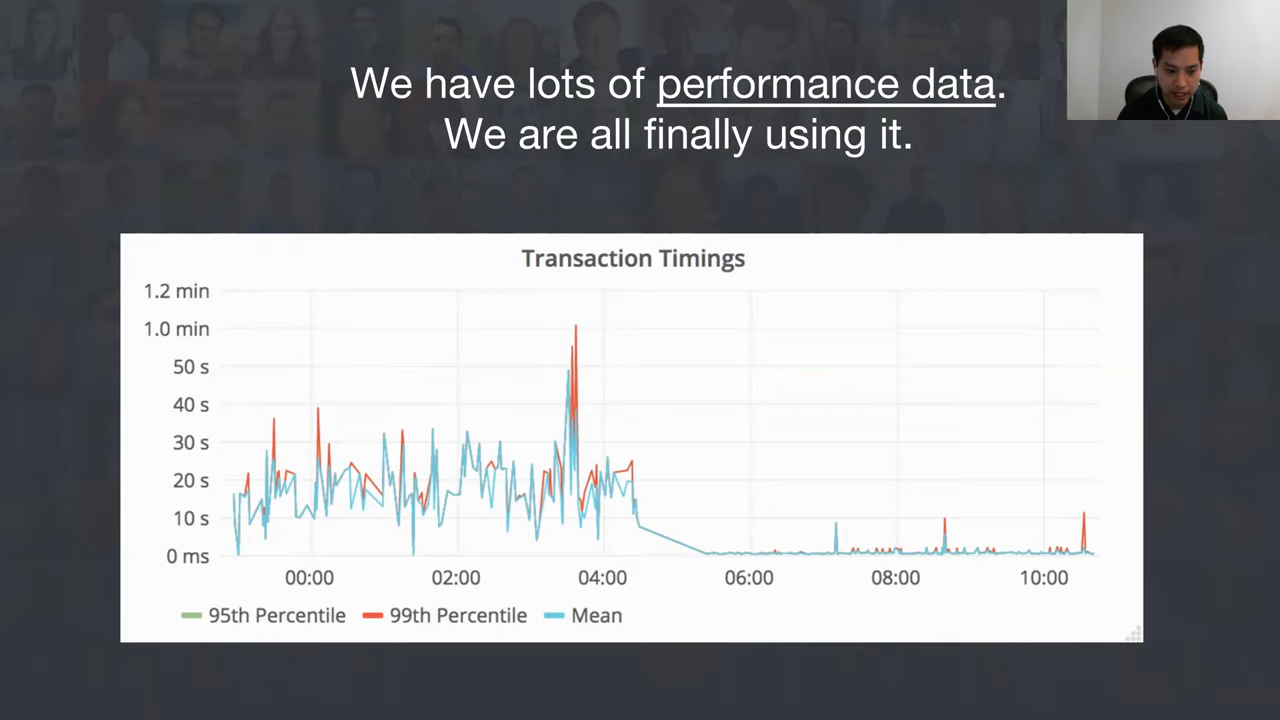 We have lots of performance data.
We are all finally using it.
Transaction Timings
1.2 min
1.0 min
50 s
40 s
30 s
20 s
10 s
0 ms
00:00 02:00 04:00 06:00 08:00 10:00
95th Percentile 99th Percentile Mean